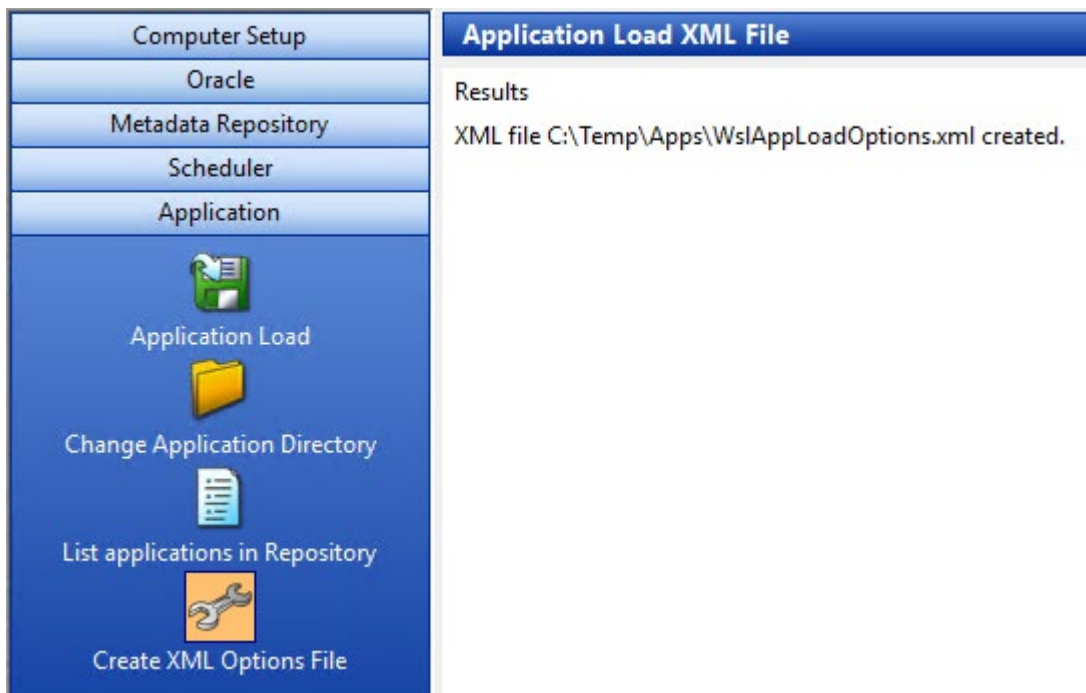 Computer Setup
Oracle
Metadata Repository
Scheduler
Application
Application Load
Change Application Directory
List applications in Repository
Create XML Options File
Application Load XML File
Results
XML file C:\Temp\Apps\WslAppLoadOptions.xml created.